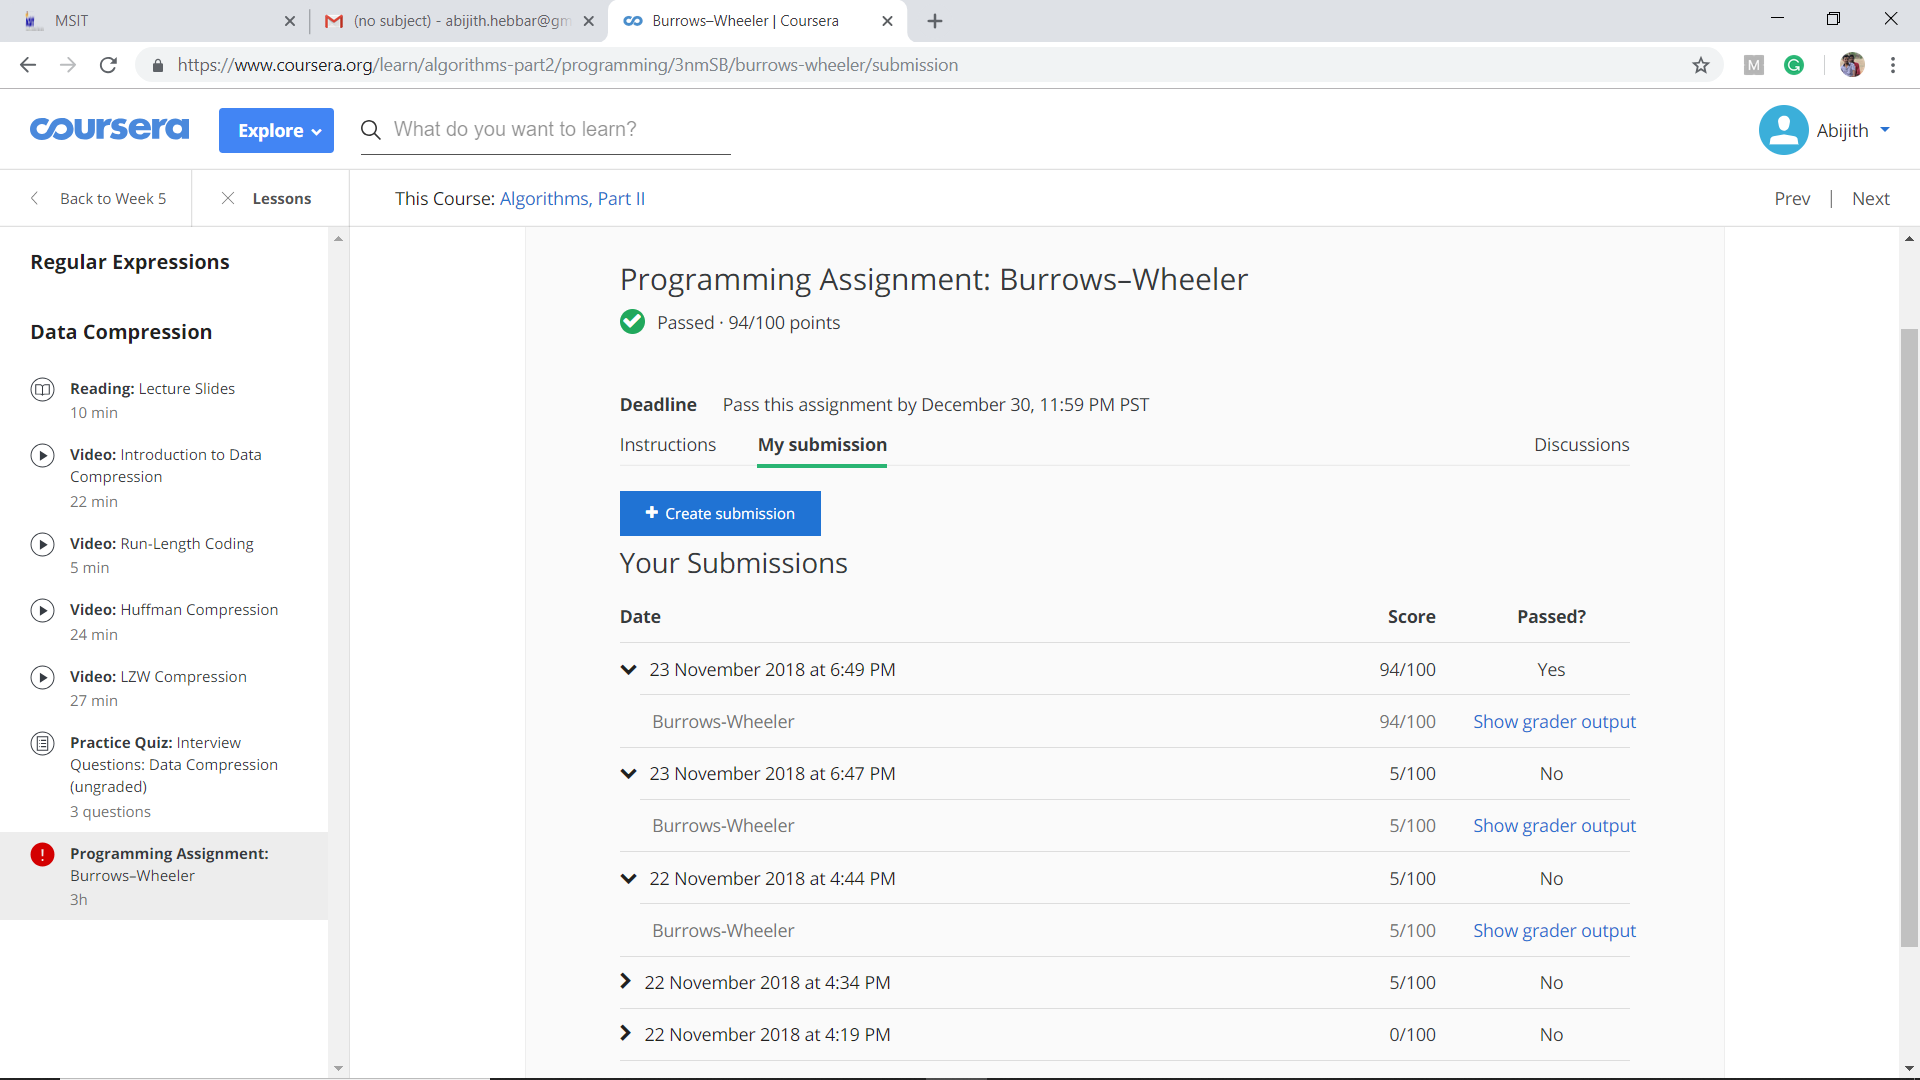 MSIT
(no subject) - abijith.hebbar@gm
Burrows–Wheeler | Coursera
https://www.coursera.org/learn/algorithms-part2/programming/3nmSB/burrows-wheeler/submission
M
G
coursera
Explore
What do you want to learn?
Abijith
Back to Week 5
Lessons
This Course: Algorithms, Part II
Prev | Next
Regular Expressions
Data Compression
Reading: Lecture Slides
10 min
Video: Introduction to Data
Compression
22 min
Video: Run-Length Coding
5 min
Video: Huffman Compression
24 min
Video: LZW Compression
27 min
Practice Quiz: Interview
Questions: Data Compression
(ungraded)
3 questions
Programming Assignment:
Burrows–Wheeler
3h
Programming Assignment: Burrows–Wheeler
Passed · 94/100 points
Deadline Pass this assignment by December 30, 11:59 PM PST
Instructions My submission Discussions
+ Create submission
Your Submissions
Date Score Passed?
23 November 2018 at 6:49 PM 94/100 Yes
Burrows-Wheeler 94/100 Show grader output
23 November 2018 at 6:47 PM 5/100 No
Burrows-Wheeler 5/100 Show grader output
22 November 2018 at 4:44 PM 5/100 No
Burrows-Wheeler 5/100 Show grader output
22 November 2018 at 4:34 PM 5/100 No
22 November 2018 at 4:19 PM 0/100 No